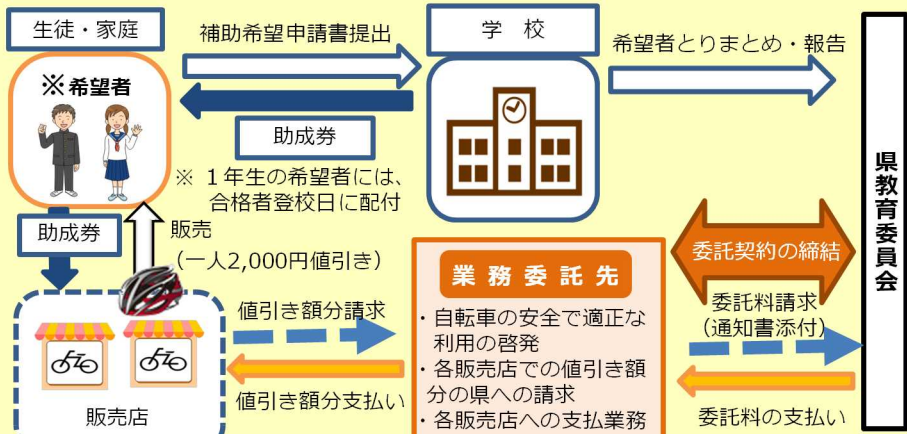 生徒・家庭
補助希望申請書提出
学 校
希望者とりまとめ・報告
※希望者
助成券
※ １年生の希望者には、
合格者登校日に配付
県教育委員会
助成券
販売
（一人2,000円値引き）
業務委託先
委託契約の締結
値引き額分請求
・自転車の安全で適正な
利用の啓発
・各販売店での値引き額
分の県への請求
・各販売店への支払業務
委託料請求
（通知書添付）
値引き額分支払い
委託料の支払い
販売店